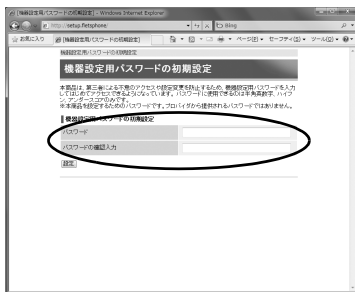 [機器設定用パスワードの初期設定] - Windows Internet Explorer
http://setup.fletsphone/
Bing
お気に入り
[機器設定用パスワードの初期設定]
ページ(P)
セーフティ(S)
ツール(O)
機器設定用パスワードの初期設定
機器設定用パスワードの初期設定
本商品は、第三者による不意のアクセスや設定変更を防止するため、機器設定用パスワードを入力
してはじめてアクセスできるようになっています。パスワードに使用できるのは半角英数字、ハイフ
ン、アンダースコアのみです。
※本商品を設定するためのパスワードです。プロバイダから提供されるパスワードではありません。
機器設定用パスワードの初期設定
パスワード
パスワードの確認入力
設定